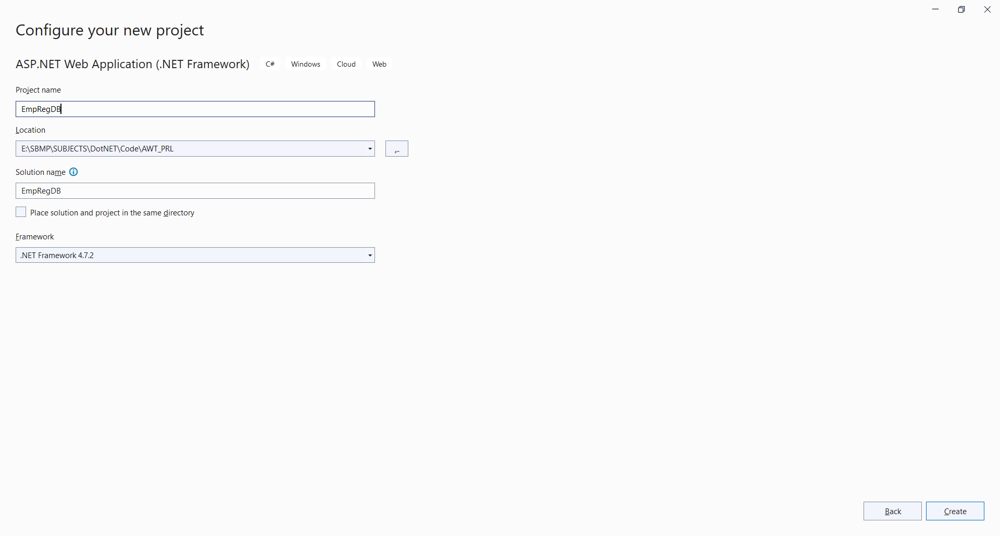 Configure your new project
ASP.NET Web Application (.NET Framework) C# Windows Cloud Web
Project name
EmpRegDB
Location
E:\SBMP\SUBJECTS\DotNET\Code\AWT_PRL
...
Solution name
EmpRegDB
Place solution and project in the same directory
Framework
.NET Framework 4.7.2
Back Create